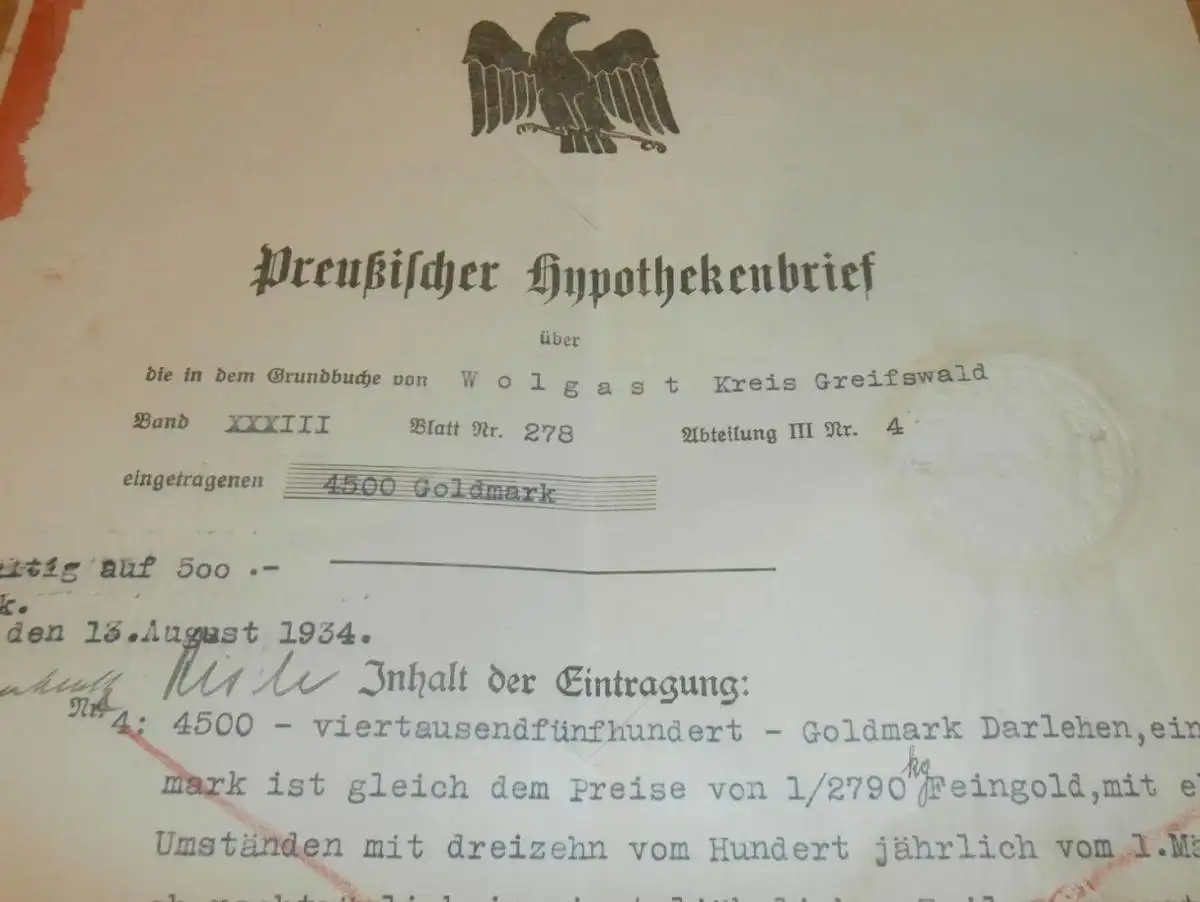 Preußischer Hypothekenbrief
über
die in dem Grundbuche von Wolgast Kreis Greifswald
Band XXXIII Blatt Nr. 278 Abteilung III Nr. 4
eingetragenen 4500 Goldmark
auf 500 .-
k.
den 13.August 1934.
Inhalt der Eintragung:
Nr. 4: 4500 - viertausendfünfhundert - Goldmark Darlehen, ein
mark ist gleich dem Preise von 1/2790 kg Feingold, mit e
Umständen mit dreizehn vom Hundert jährlich vom 1.Mä